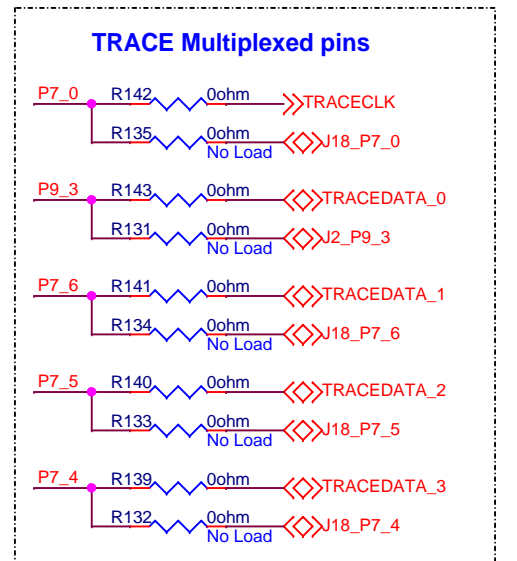 TRACE Multiplexed pins
P7_0 R142 0ohm TRACECLK
R135 0ohm No Load J18_P7_0
P9_3 R143 0ohm TRACEDATA_0
R131 0ohm No Load J2_P9_3
P7_6 R141 0ohm TRACEDATA_1
R134 0ohm No Load J18_P7_6
P7_5 R140 0ohm TRACEDATA_2
R133 0ohm No Load J18_P7_5
P7_4 R139 0ohm TRACEDATA_3
R132 0ohm No Load J18_P7_4